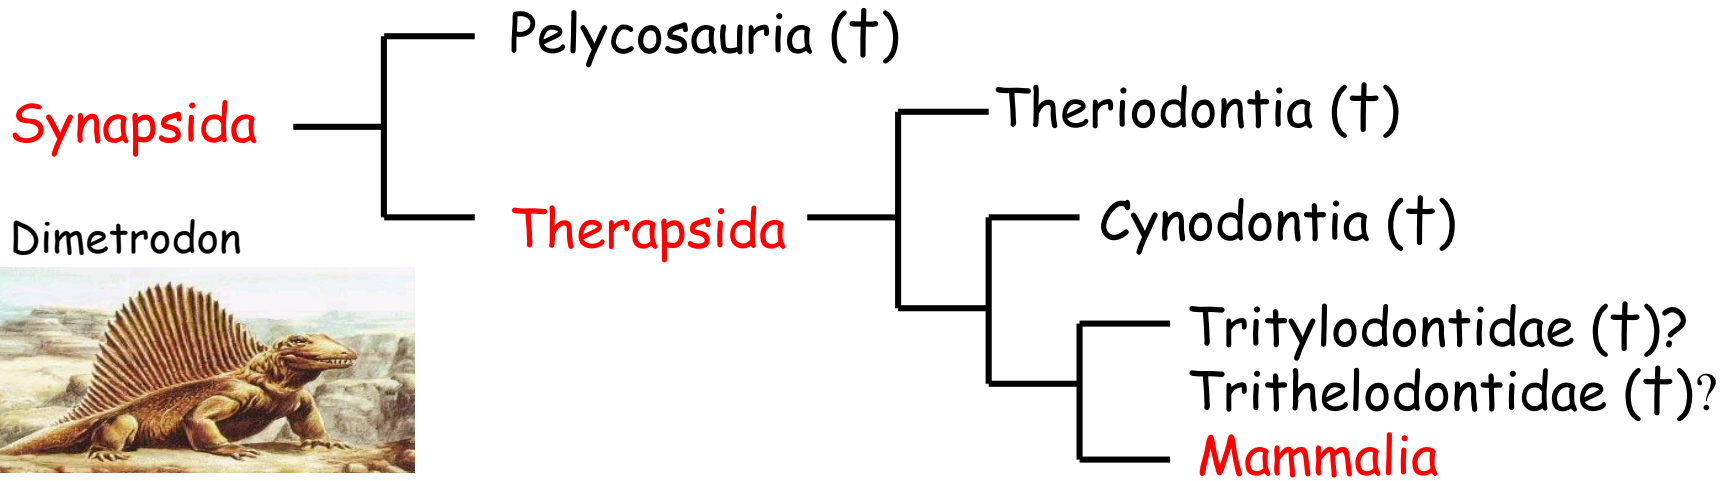 Pelycosauria (†)
Theriodontia (†)
Synapsida
Cynodontia (†)
Therapsida
Dimetrodon
Tritylodontidae (†)?
Trithelodontidae (†)?
Mammalia